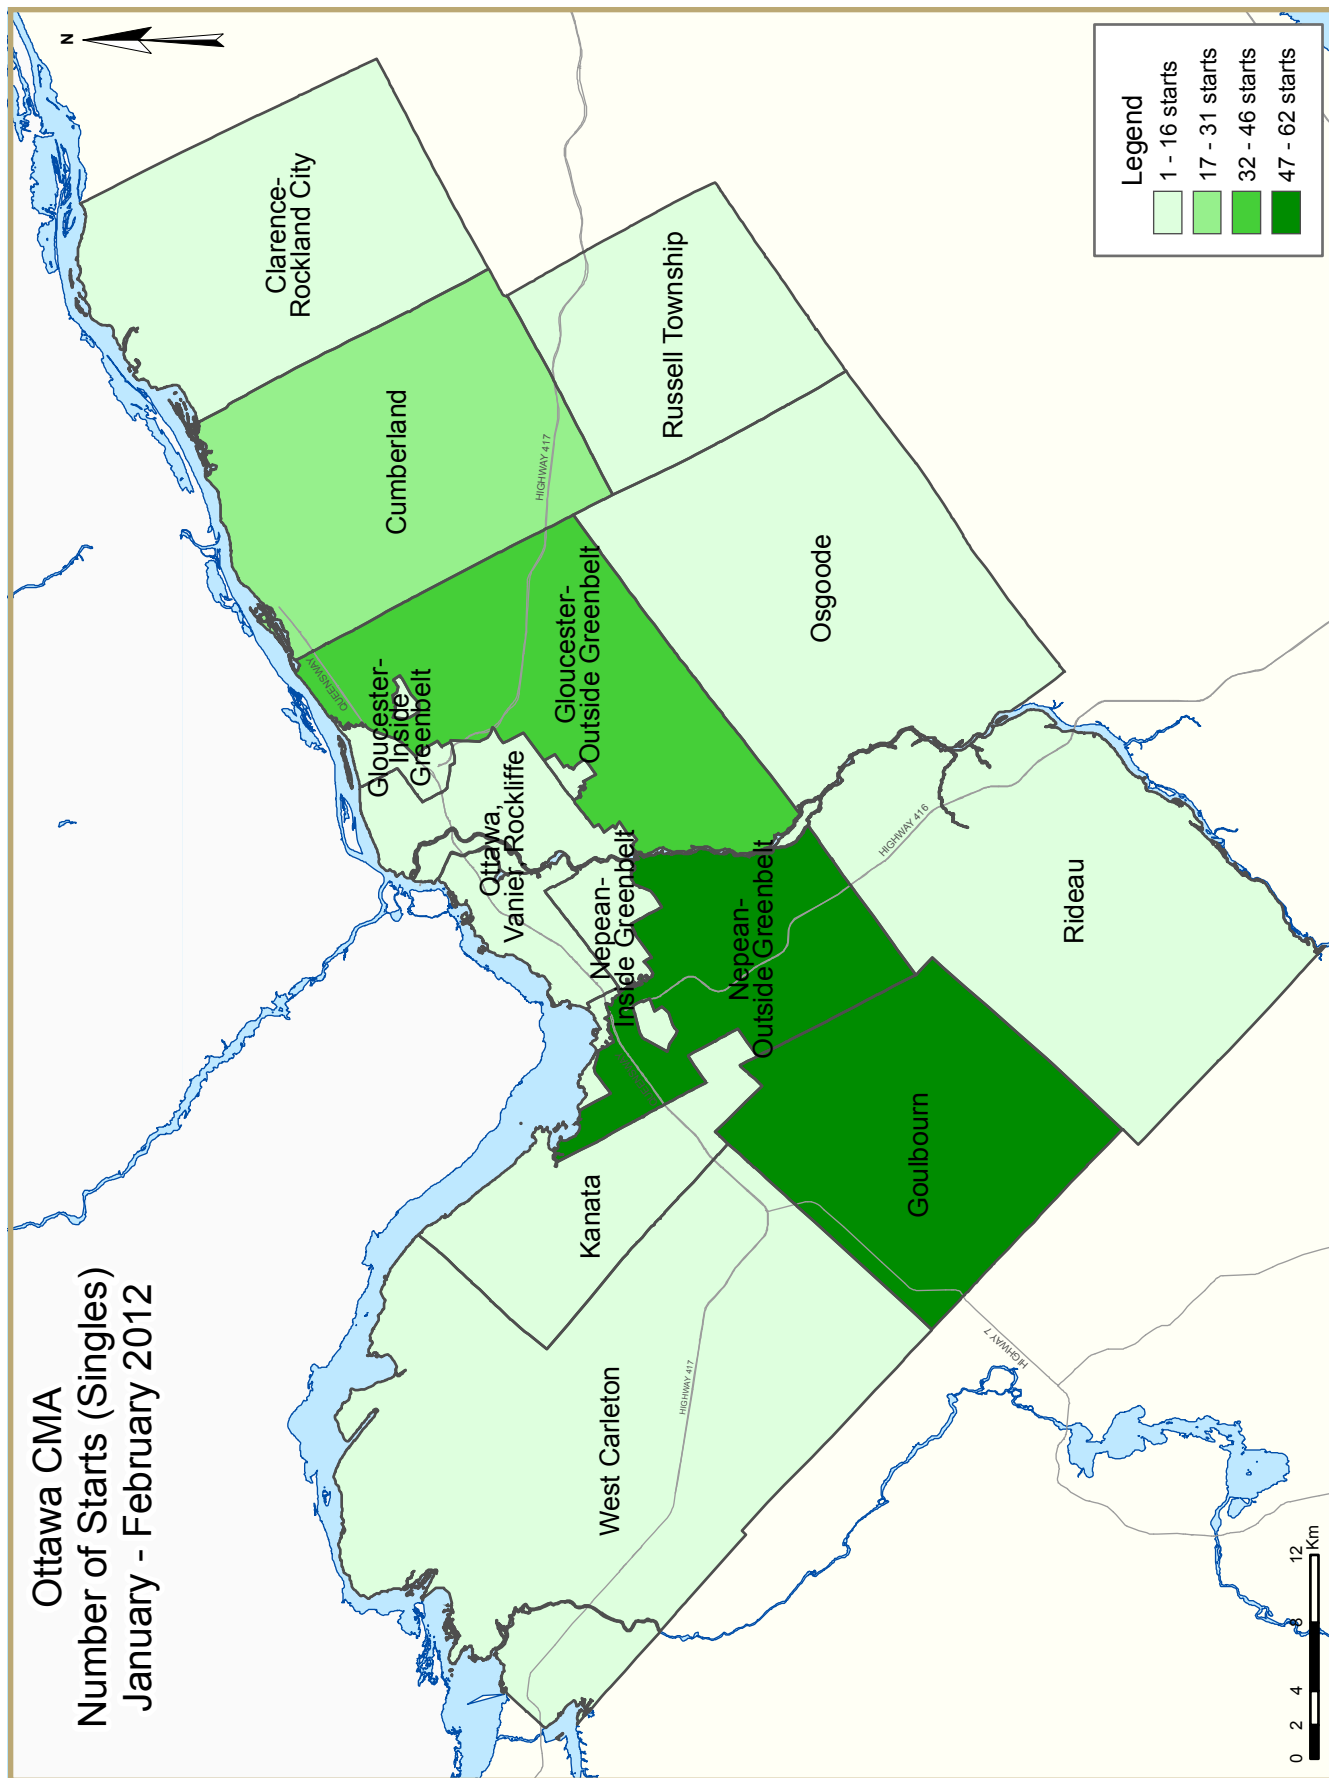 Ottawa CMA
Number of Starts (Singles)
January - February 2012
N
Clarence-
Rockland City
Cumberland
Russell Township
HIGHWAY 417
QUEENSWAY
Gloucester-
Inside
Greenbelt
Gloucester-
Outside Greenbelt
Osgoode
Ottawa,
Vanier, Rockliffe
Nepean-
Inside Greenbelt
Nepean-
Outside Greenbelt
HIGHWAY 416
Rideau
Kanata
Goulbourn
West Carleton
HIGHWAY 417
HIGHWAY 7
Legend
1 - 16 starts
17 - 31 starts
32 - 46 starts
47 - 62 starts
0 2 4 8 12
Km